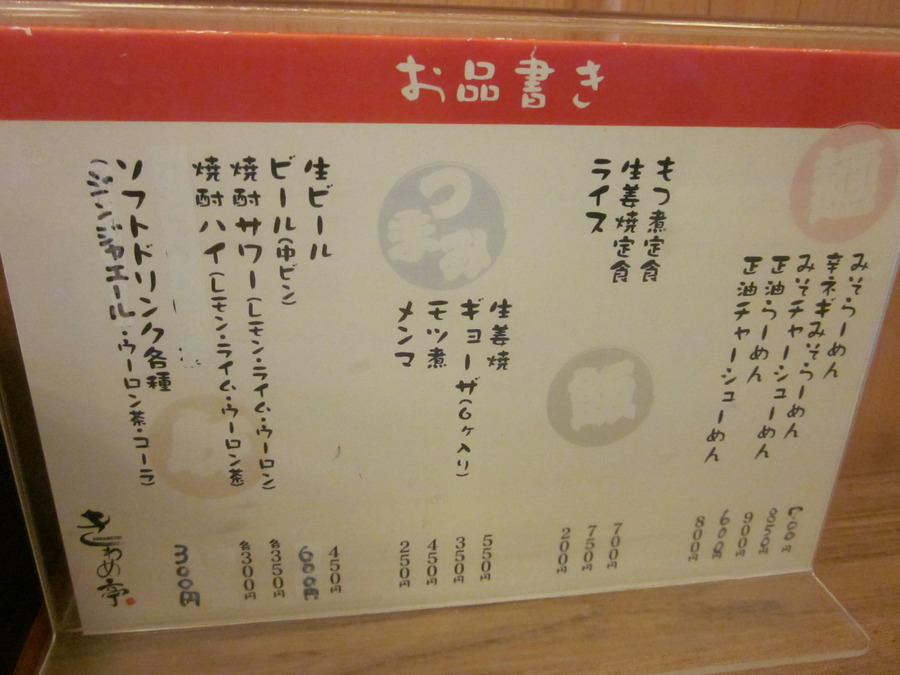 お品書き
麺
みそらーめん
辛ネギみそらーめん
みそチャーシューめん
正油らーめん
正油チャーシューめん
700円
850円
900円
600円
800円
飯
もつ煮定食
生姜焼定食
ライス
700円
750円
200円
つまみ
生姜焼
ギョーザ(6ヶ入り)
モツ煮
メンマ
550円
350円
450円
250円
生ビール
ビール(中ビン)
焼酎サワー(レモン・ライム・ウーロン)
焼酎ハイ(レモン・ライム・ウーロン茶)
ソフトドリンク各種
(ジンジャエール・ウーロン茶・コーラ)
450円
600円
各350円
各300円
300円
きわめ亭